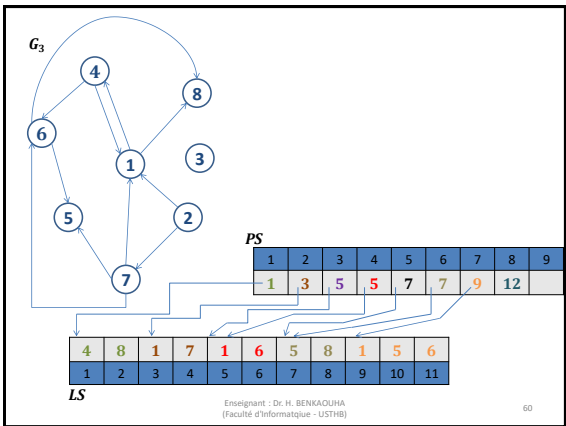 G₃
4
8
6
1
3
5
2
7
PS
1 2 3 4 5 6 7 8 9
1 3 5 5 7 7 9 12
4 8 1 7 1 6 5 8 1 5 6
1 2 3 4 5 6 7 8 9 10 11
LS
Enseignant : Dr. H. BENKAOUHA
(Faculté d'Informatqiue - USTHB)
60